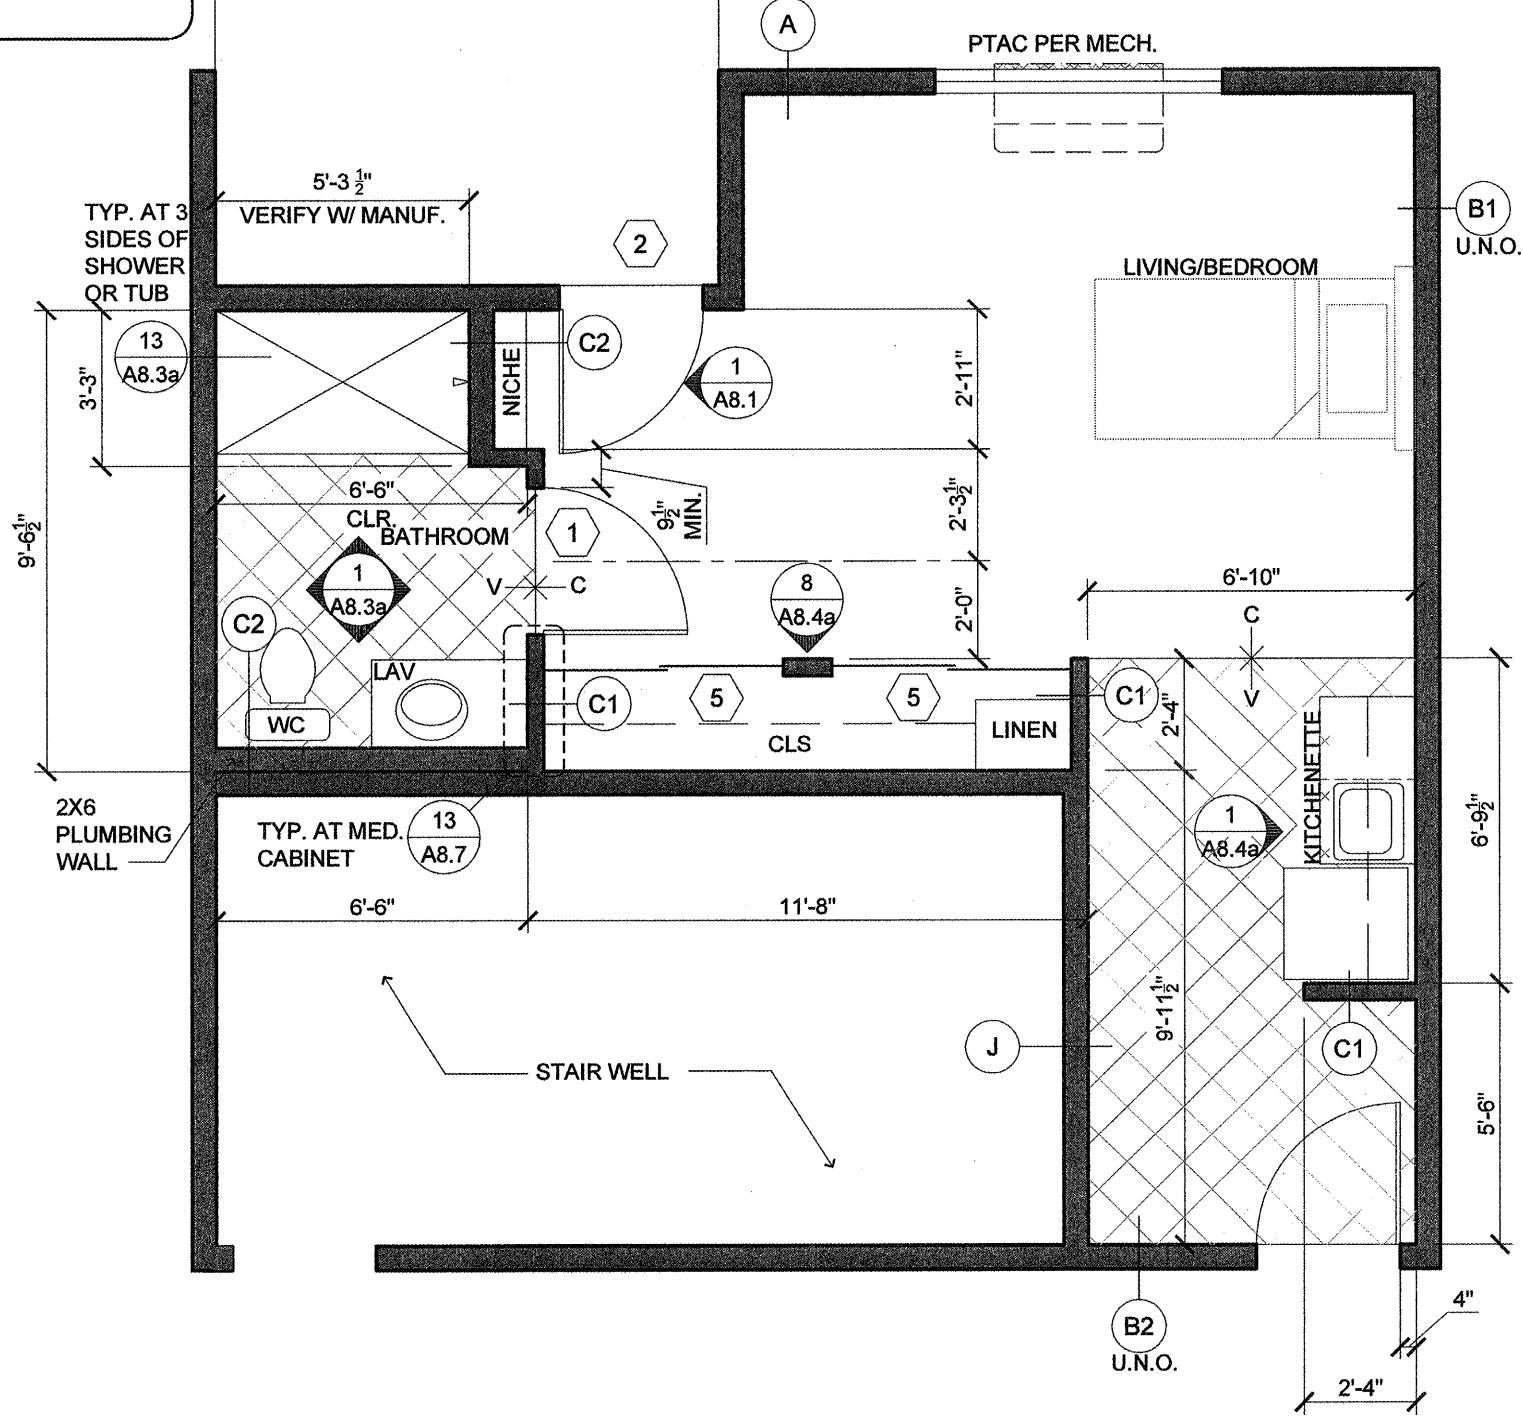 A
PTAC PER MECH.
5'-3 1/2"
VERIFY W/ MANUF.
TYP. AT 3
SIDES OF
SHOWER
OR TUB
2
B1
U.N.O.
LIVING/BEDROOM
13
A8.3a
C2
NICHE
1
A8.1
3'-3"
2'-11"
9'-6 1/2"
6'-6"
CLR.
BATHROOM
1
9 1/2"
MIN.
2'-3 1/2"
1
A8.3a
V
C
8
A8.4a
2'-0"
6'-10"
C
V
C2
LAV
WC
C1
5
5
CLS
LINEN
C1
2'-4"
KITCHENETTE
1
A8.4a
6'-9 1/2"
2X6
PLUMBING
WALL
TYP. AT MED.
CABINET
13
A8.7
6'-6"
11'-8"
9'-11 1/2"
J
C1
STAIR WELL
5'-6"
B2
U.N.O.
4"
2'-4"